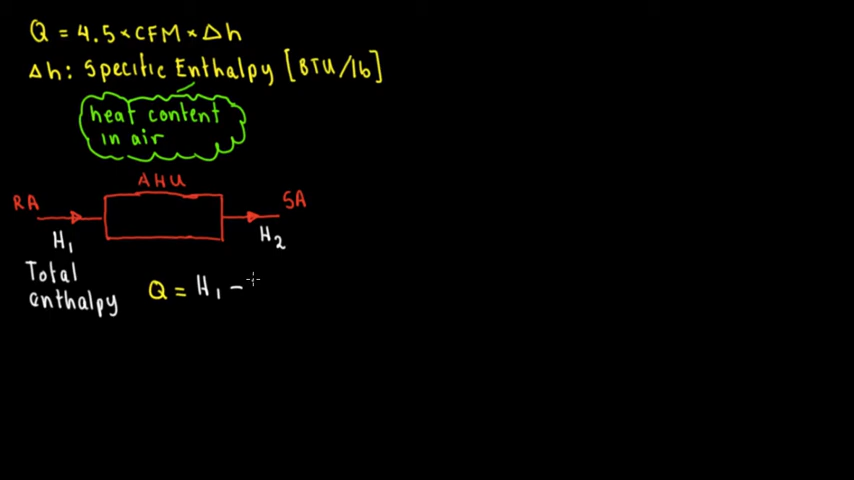 Q = 4.5 × CFM × Δh
Δh: Specific Enthalpy [BTU/lb]
heat content
in air
AHU
RA
SA
H₁
H₂
Total
enthalpy
Q = H₁ -